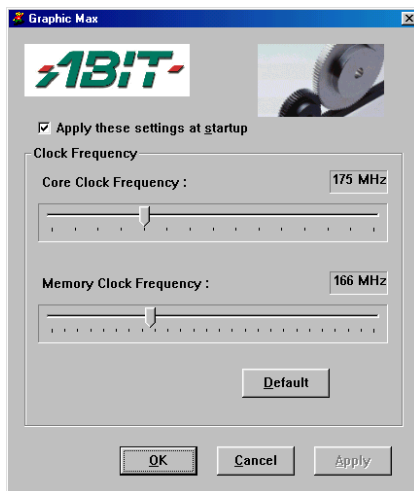 Graphic Max
ABIT
Apply these settings at startup
Clock Frequency
Core Clock Frequency :
175 MHz
Memory Clock Frequency :
166 MHz
Default
OK
Cancel
Apply